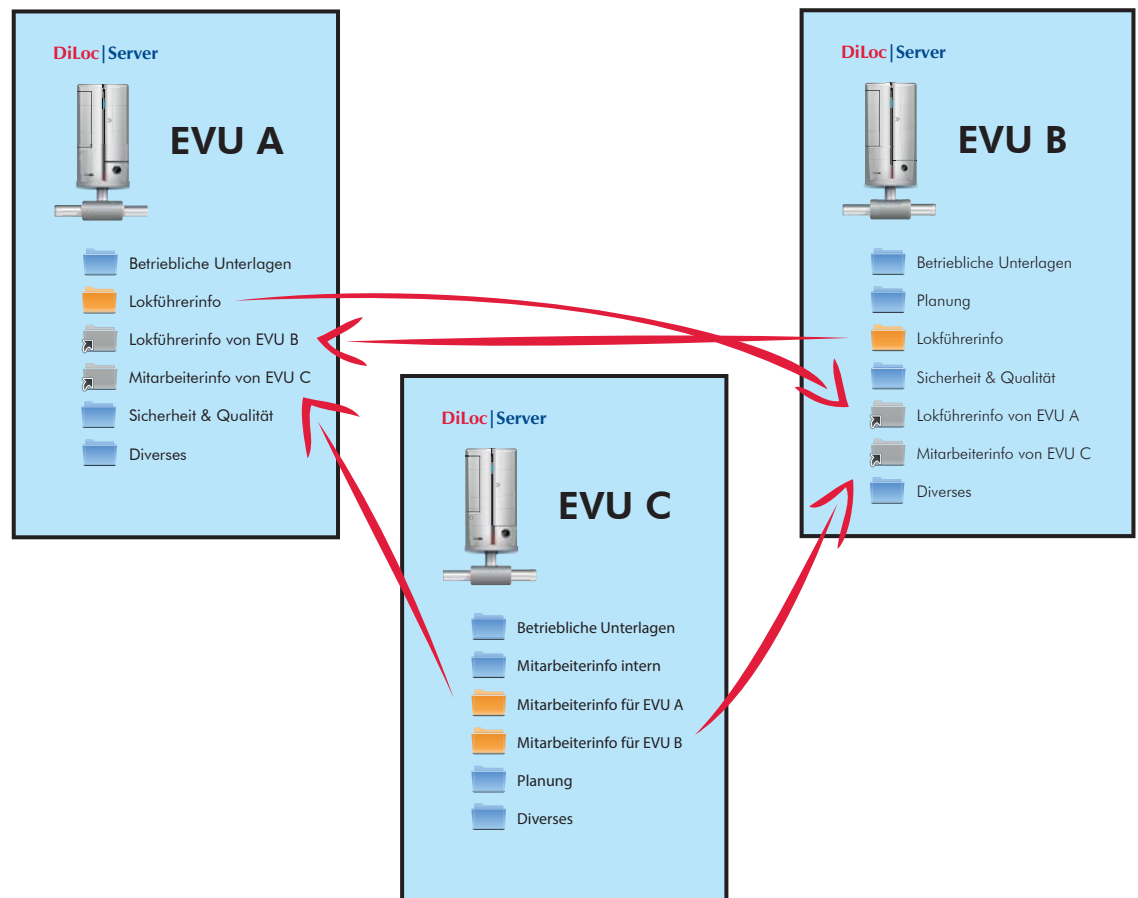 DiLoc|Server
EVU A
Betriebliche Unterlagen
Lokführerinfo
Lokführerinfo von EVU B
Mitarbeiterinfo von EVU C
Sicherheit & Qualität
Diverses
DiLoc|Server
EVU B
Betriebliche Unterlagen
Planung
Lokführerinfo
Sicherheit & Qualität
Lokführerinfo von EVU A
Mitarbeiterinfo von EVU C
Diverses
DiLoc|Server
EVU C
Betriebliche Unterlagen
Mitarbeiterinfo intern
Mitarbeiterinfo für EVU A
Mitarbeiterinfo für EVU B
Planung
Diverses